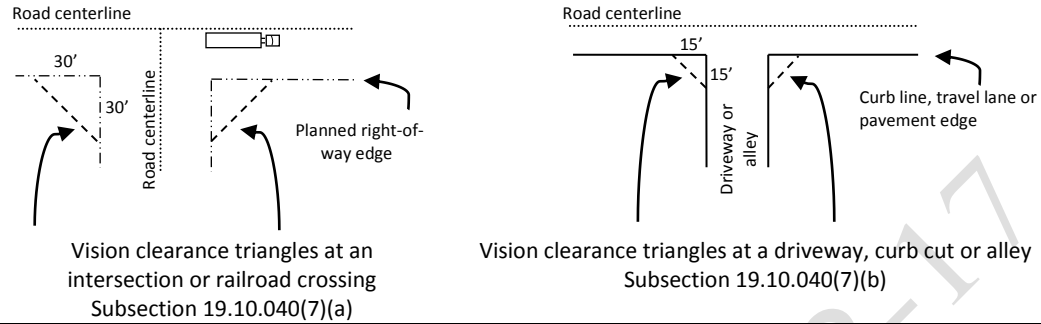 Road centerline
30’
30’
Road centerline
Planned right-of-
way edge
Vision clearance triangles at an
intersection or railroad crossing
Subsection 19.10.040(7)(a)
Road centerline
15’
15’
Driveway or
alley
Curb line, travel lane or
pavement edge
Vision clearance triangles at a driveway, curb cut or alley
Subsection 19.10.040(7)(b)